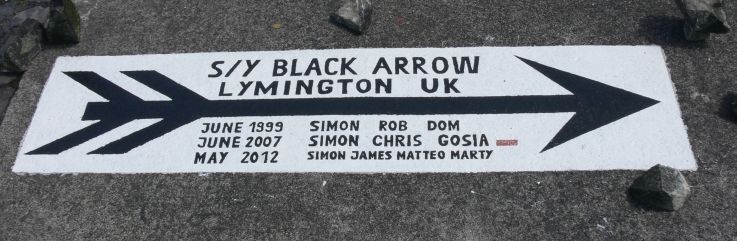 S/Y BLACK ARROW
LYMINGTON UK
JUNE 1999 SIMON ROB DOM
JUNE 2007 SIMON CHRIS GOSIA
MAY 2012 SIMON JAMES MATTEO MARTY